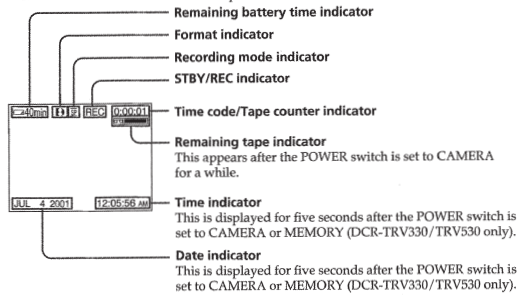 Remaining battery time indicator
Format indicator
Recording mode indicator
STBY/REC indicator
40min REC 0:00:01
Time code/Tape counter indicator
Remaining tape indicator
This appears after the POWER switch is set to CAMERA
for a while.
JUL 4 2001 12:05:56 AM
Time indicator
This is displayed for five seconds after the POWER switch is
set to CAMERA or MEMORY (DCR-TRV330/TRV530 only).
Date indicator
This is displayed for five seconds after the POWER switch is
set to CAMERA or MEMORY (DCR-TRV330/TRV530 only).